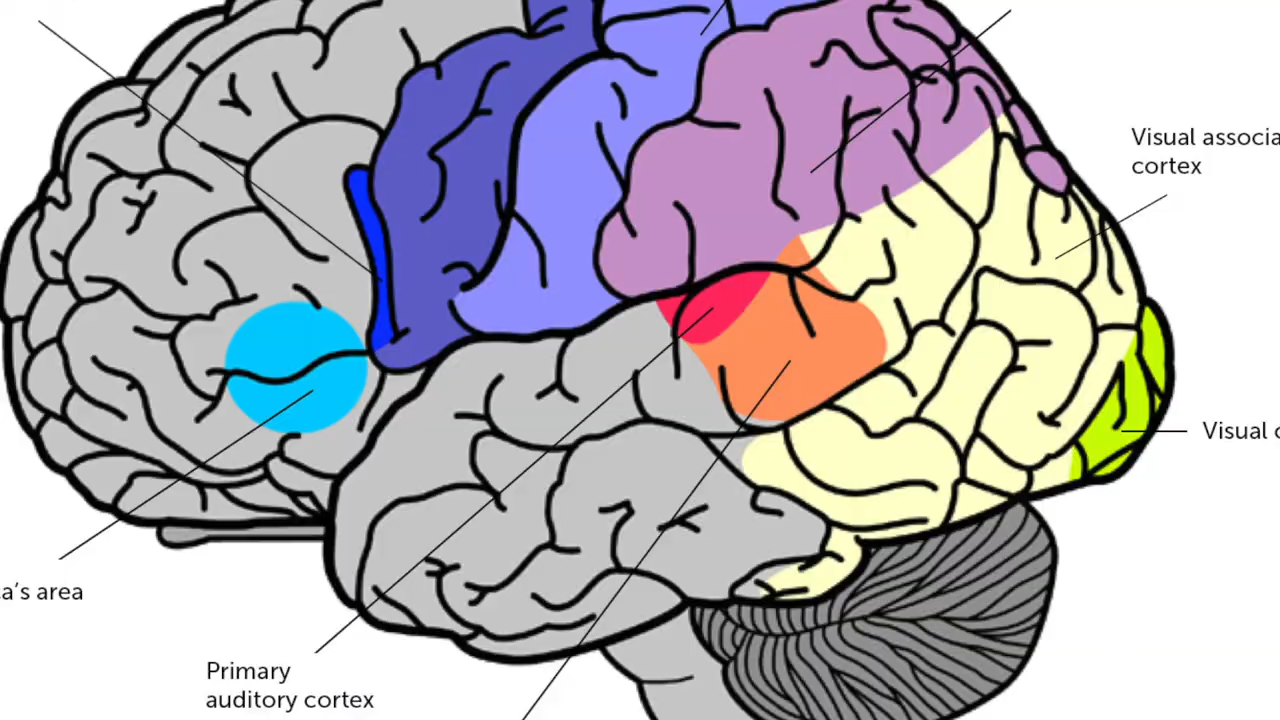 Visual associa
cortex
Visual c
a's area
Primary
auditory cortex